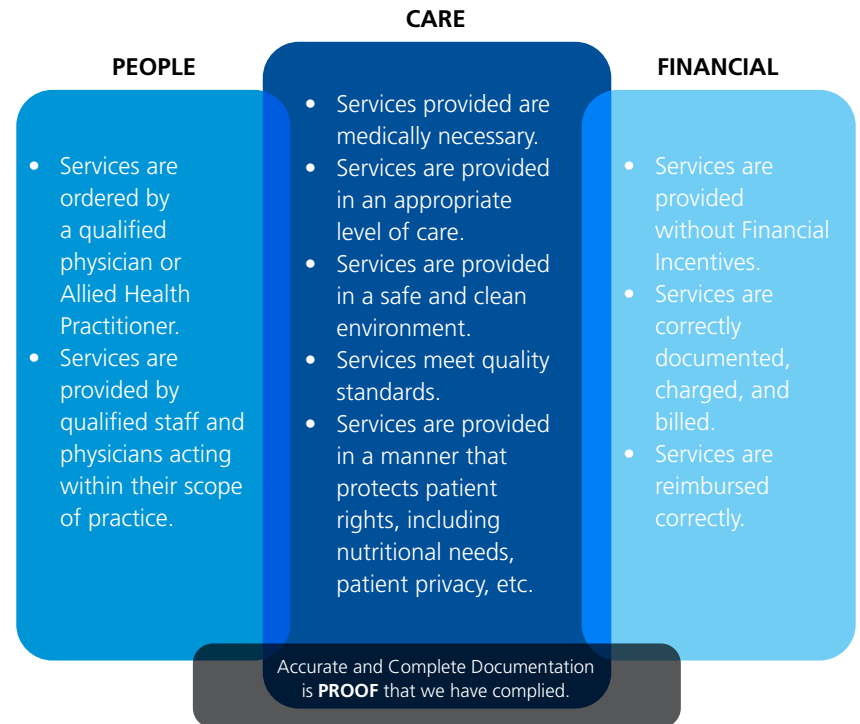 PEOPLE
• Services are
ordered by
a qualified
physician or
Allied Health
Practitioner.
• Services are
provided by
qualified staff and
physicians acting
within their scope
of practice.
CARE
• Services provided are
medically necessary.
• Services are provided
in an appropriate
level of care.
• Services are provided
in a safe and clean
environment.
• Services meet quality
standards.
• Services are provided
in a manner that
protects patient
rights, including
nutritional needs,
patient privacy, etc.
FINANCIAL
• Services are
provided
without Financial
Incentives.
• Services are
correctly
documented,
charged, and
billed.
• Services are
reimbursed
correctly.
Accurate and Complete Documentation
is PROOF that we have complied.